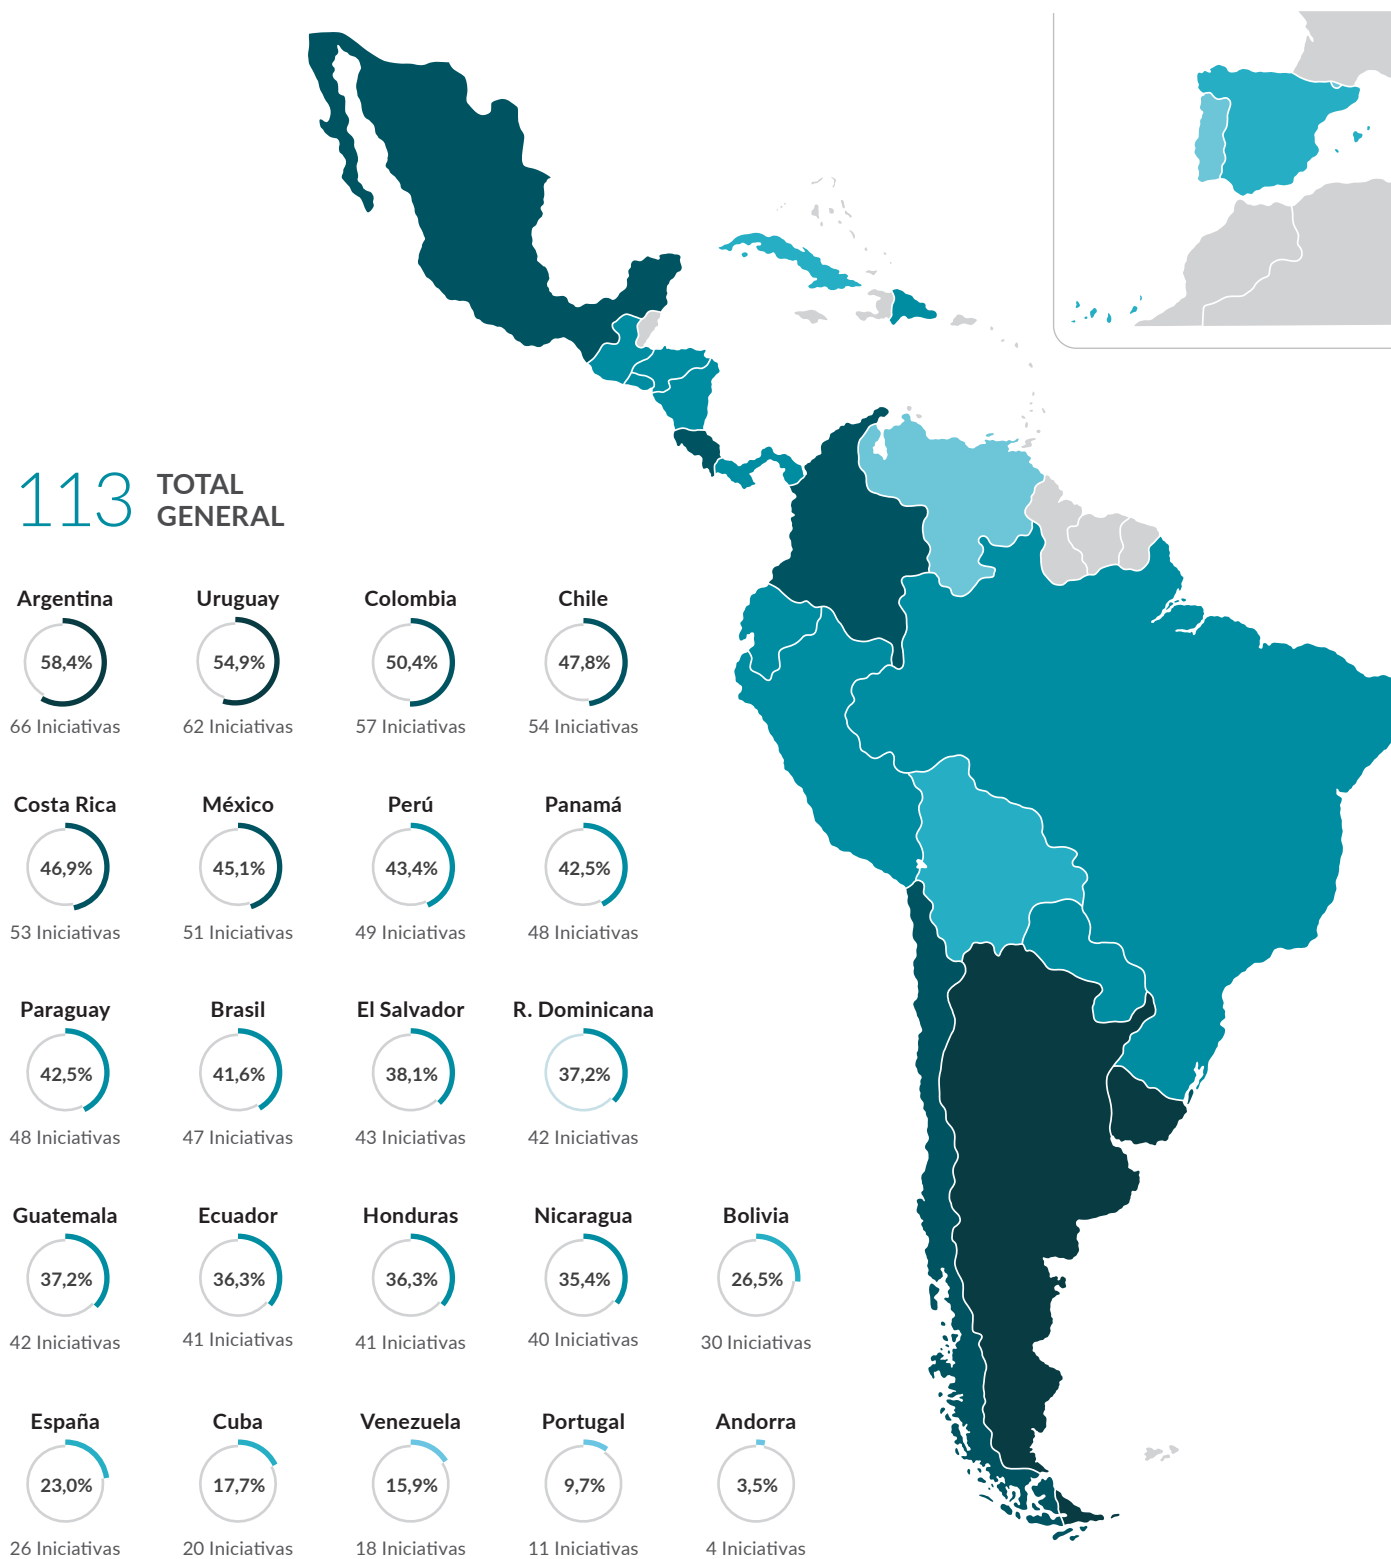 113
TOTAL
GENERAL
Argentina
Uruguay
Colombia
Chile
58,4%
54,9%
50,4%
47,8%
66 Iniciativas
62 Iniciativas
57 Iniciativas
54 Iniciativas
Costa Rica
México
Perú
Panamá
46,9%
45,1%
43,4%
42,5%
53 Iniciativas
51 Iniciativas
49 Iniciativas
48 Iniciativas
Paraguay
Brasil
El Salvador
R. Dominicana
42,5%
41,6%
38,1%
37,2%
48 Iniciativas
47 Iniciativas
43 Iniciativas
42 Iniciativas
Guatemala
Ecuador
Honduras
Nicaragua
Bolivia
37,2%
36,3%
36,3%
35,4%
26,5%
42 Iniciativas
41 Iniciativas
41 Iniciativas
40 Iniciativas
30 Iniciativas
España
Cuba
Venezuela
Portugal
Andorra
23,0%
17,7%
15,9%
9,7%
3,5%
26 Iniciativas
20 Iniciativas
18 Iniciativas
11 Iniciativas
4 Iniciativas